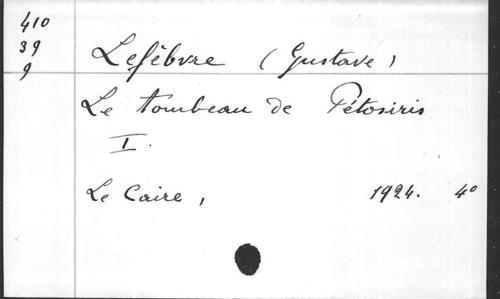 410
39
9
Lefèbvre (Gustave)
Le tombeau de Pétosiris
I.
Le Caire, 1924. 4°